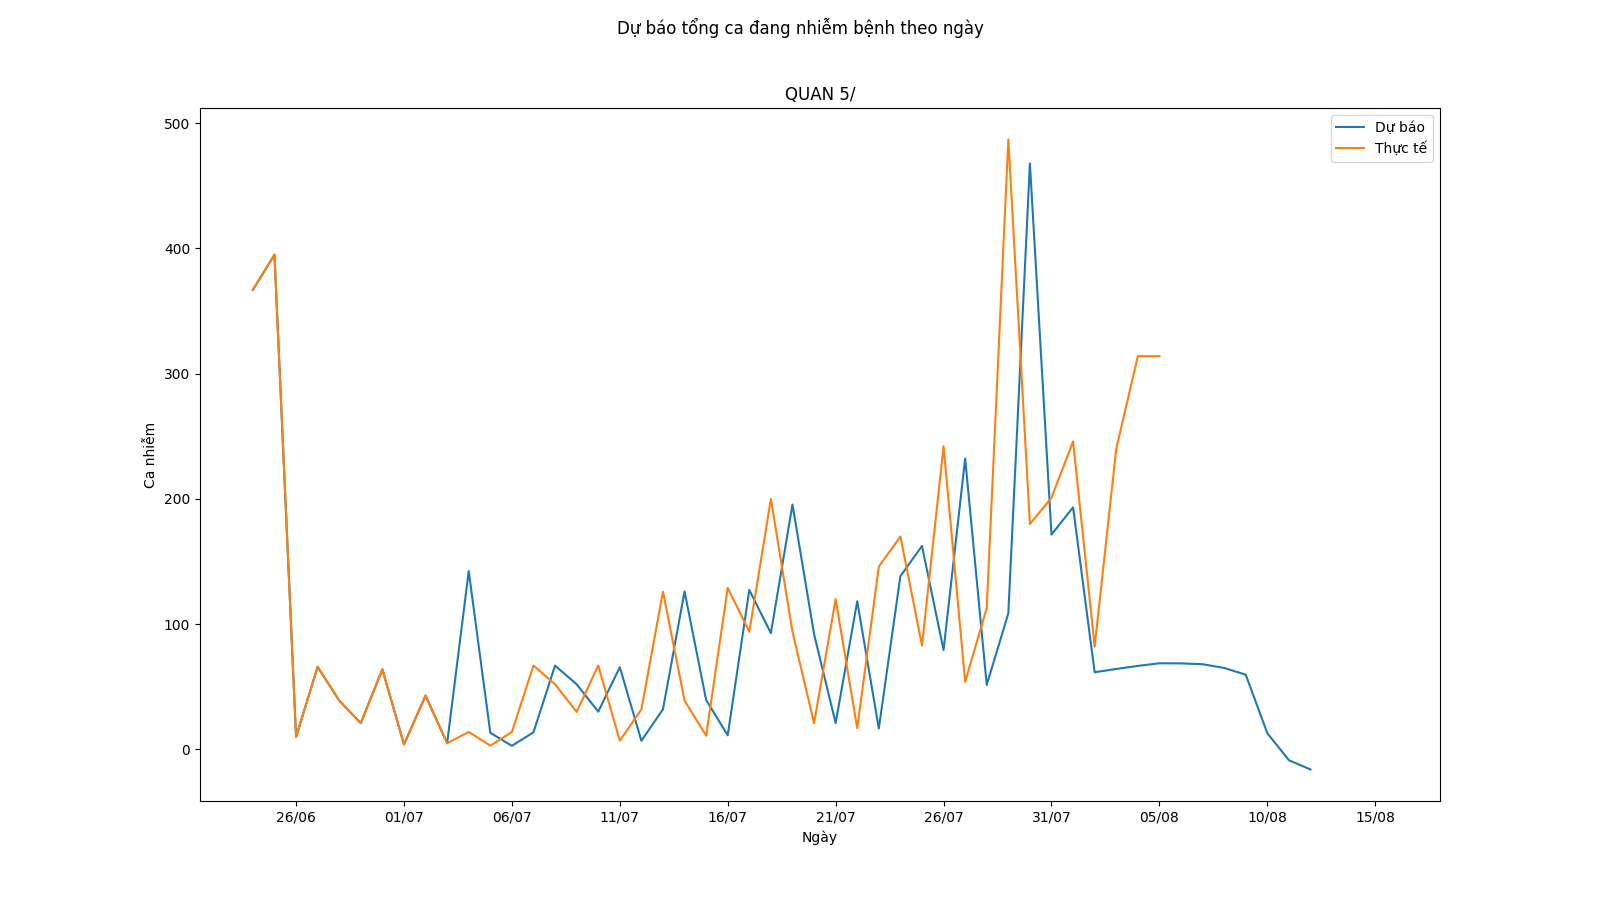 Dự báo tổng ca đang nhiễm bệnh theo ngày
QUAN 5/
Dự báo
Thực tế
Ca nhiễm
500
400
300
200
100
0
26/06 01/07 06/07 11/07 16/07 21/07 26/07 31/07 05/08 10/08 15/08
Ngày